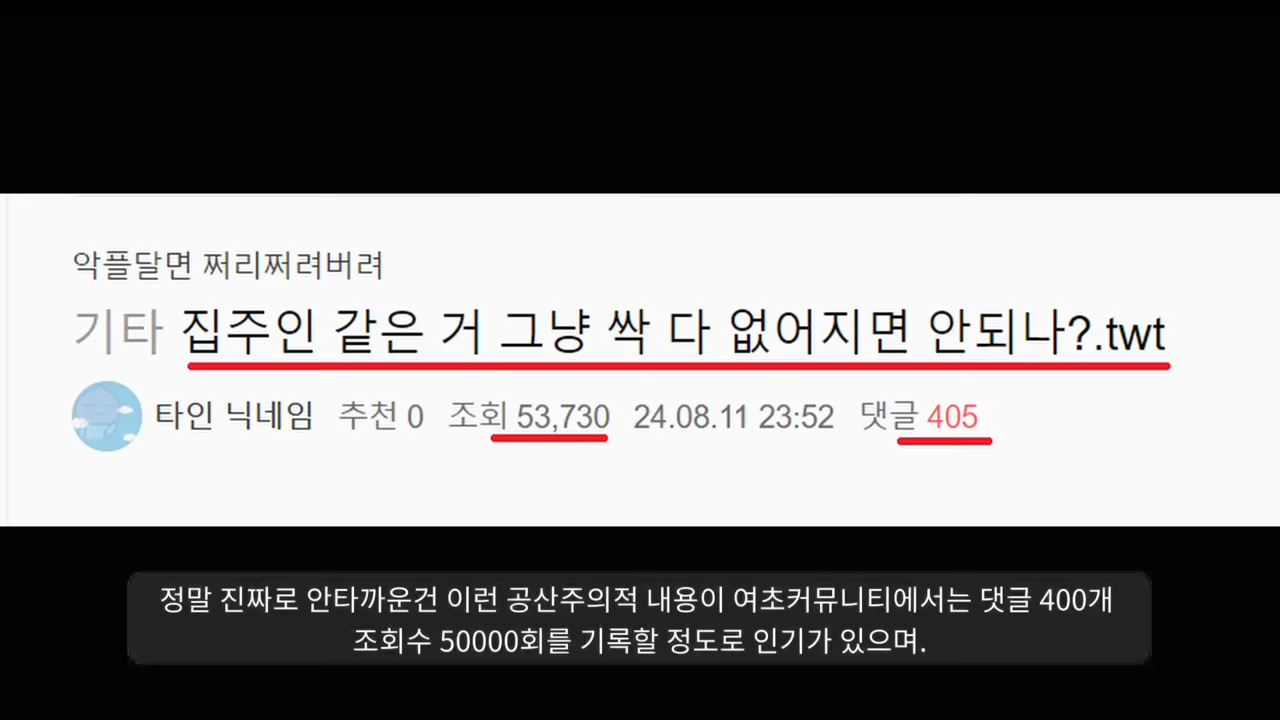 악플달면 쩌리쩌려버려
기타 집주인 같은 거 그냥 싹 다 없어지면 안되나?.twt
타인 닉네임 추천 0 조회 53,730 24.08.11 23:52 댓글 405
정말 진짜로 안타까운건 이런 공산주의적 내용이 여초커뮤니티에서는 댓글 400개
조회수 50000회를 기록할 정도로 인기가 있으며.